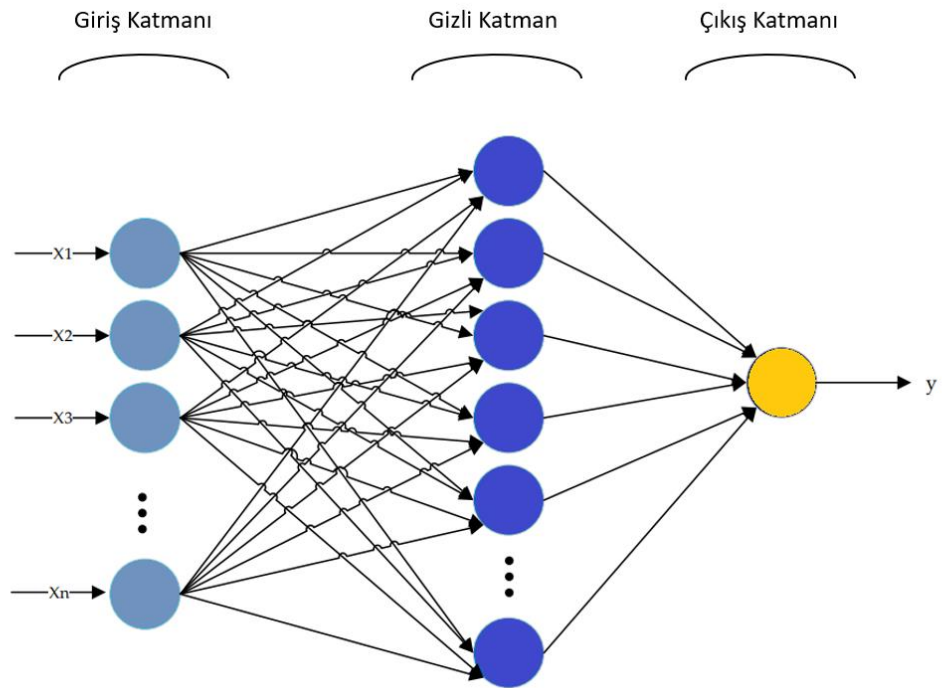 Giriş Katmanı
Gizli Katman
Çıkış Katmanı
X1
X2
X3
Xn
y